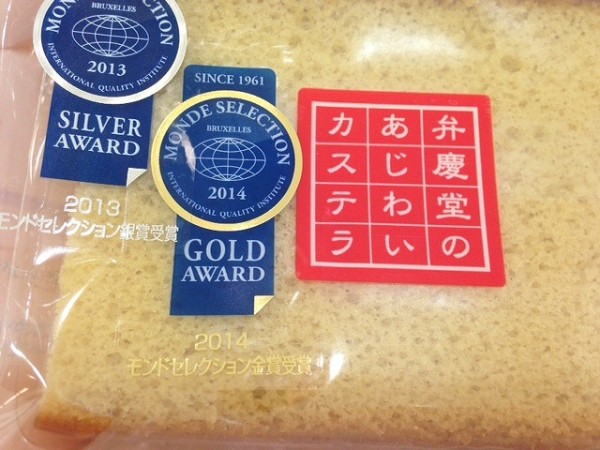 MONDE SELECTION
BRUXELLES
2013
INTERNATIONAL QUALITY INSTITUTE
SILVER
AWARD
2013
モンドセレクション銀賞受賞
SINCE 1961
MONDE SELECTION
BRUXELLES
2014
INTERNATIONAL QUALITY INSTITUTE
GOLD
AWARD
2014
モンドセレクション金賞受賞
弁慶堂の
あじわい
カステラ